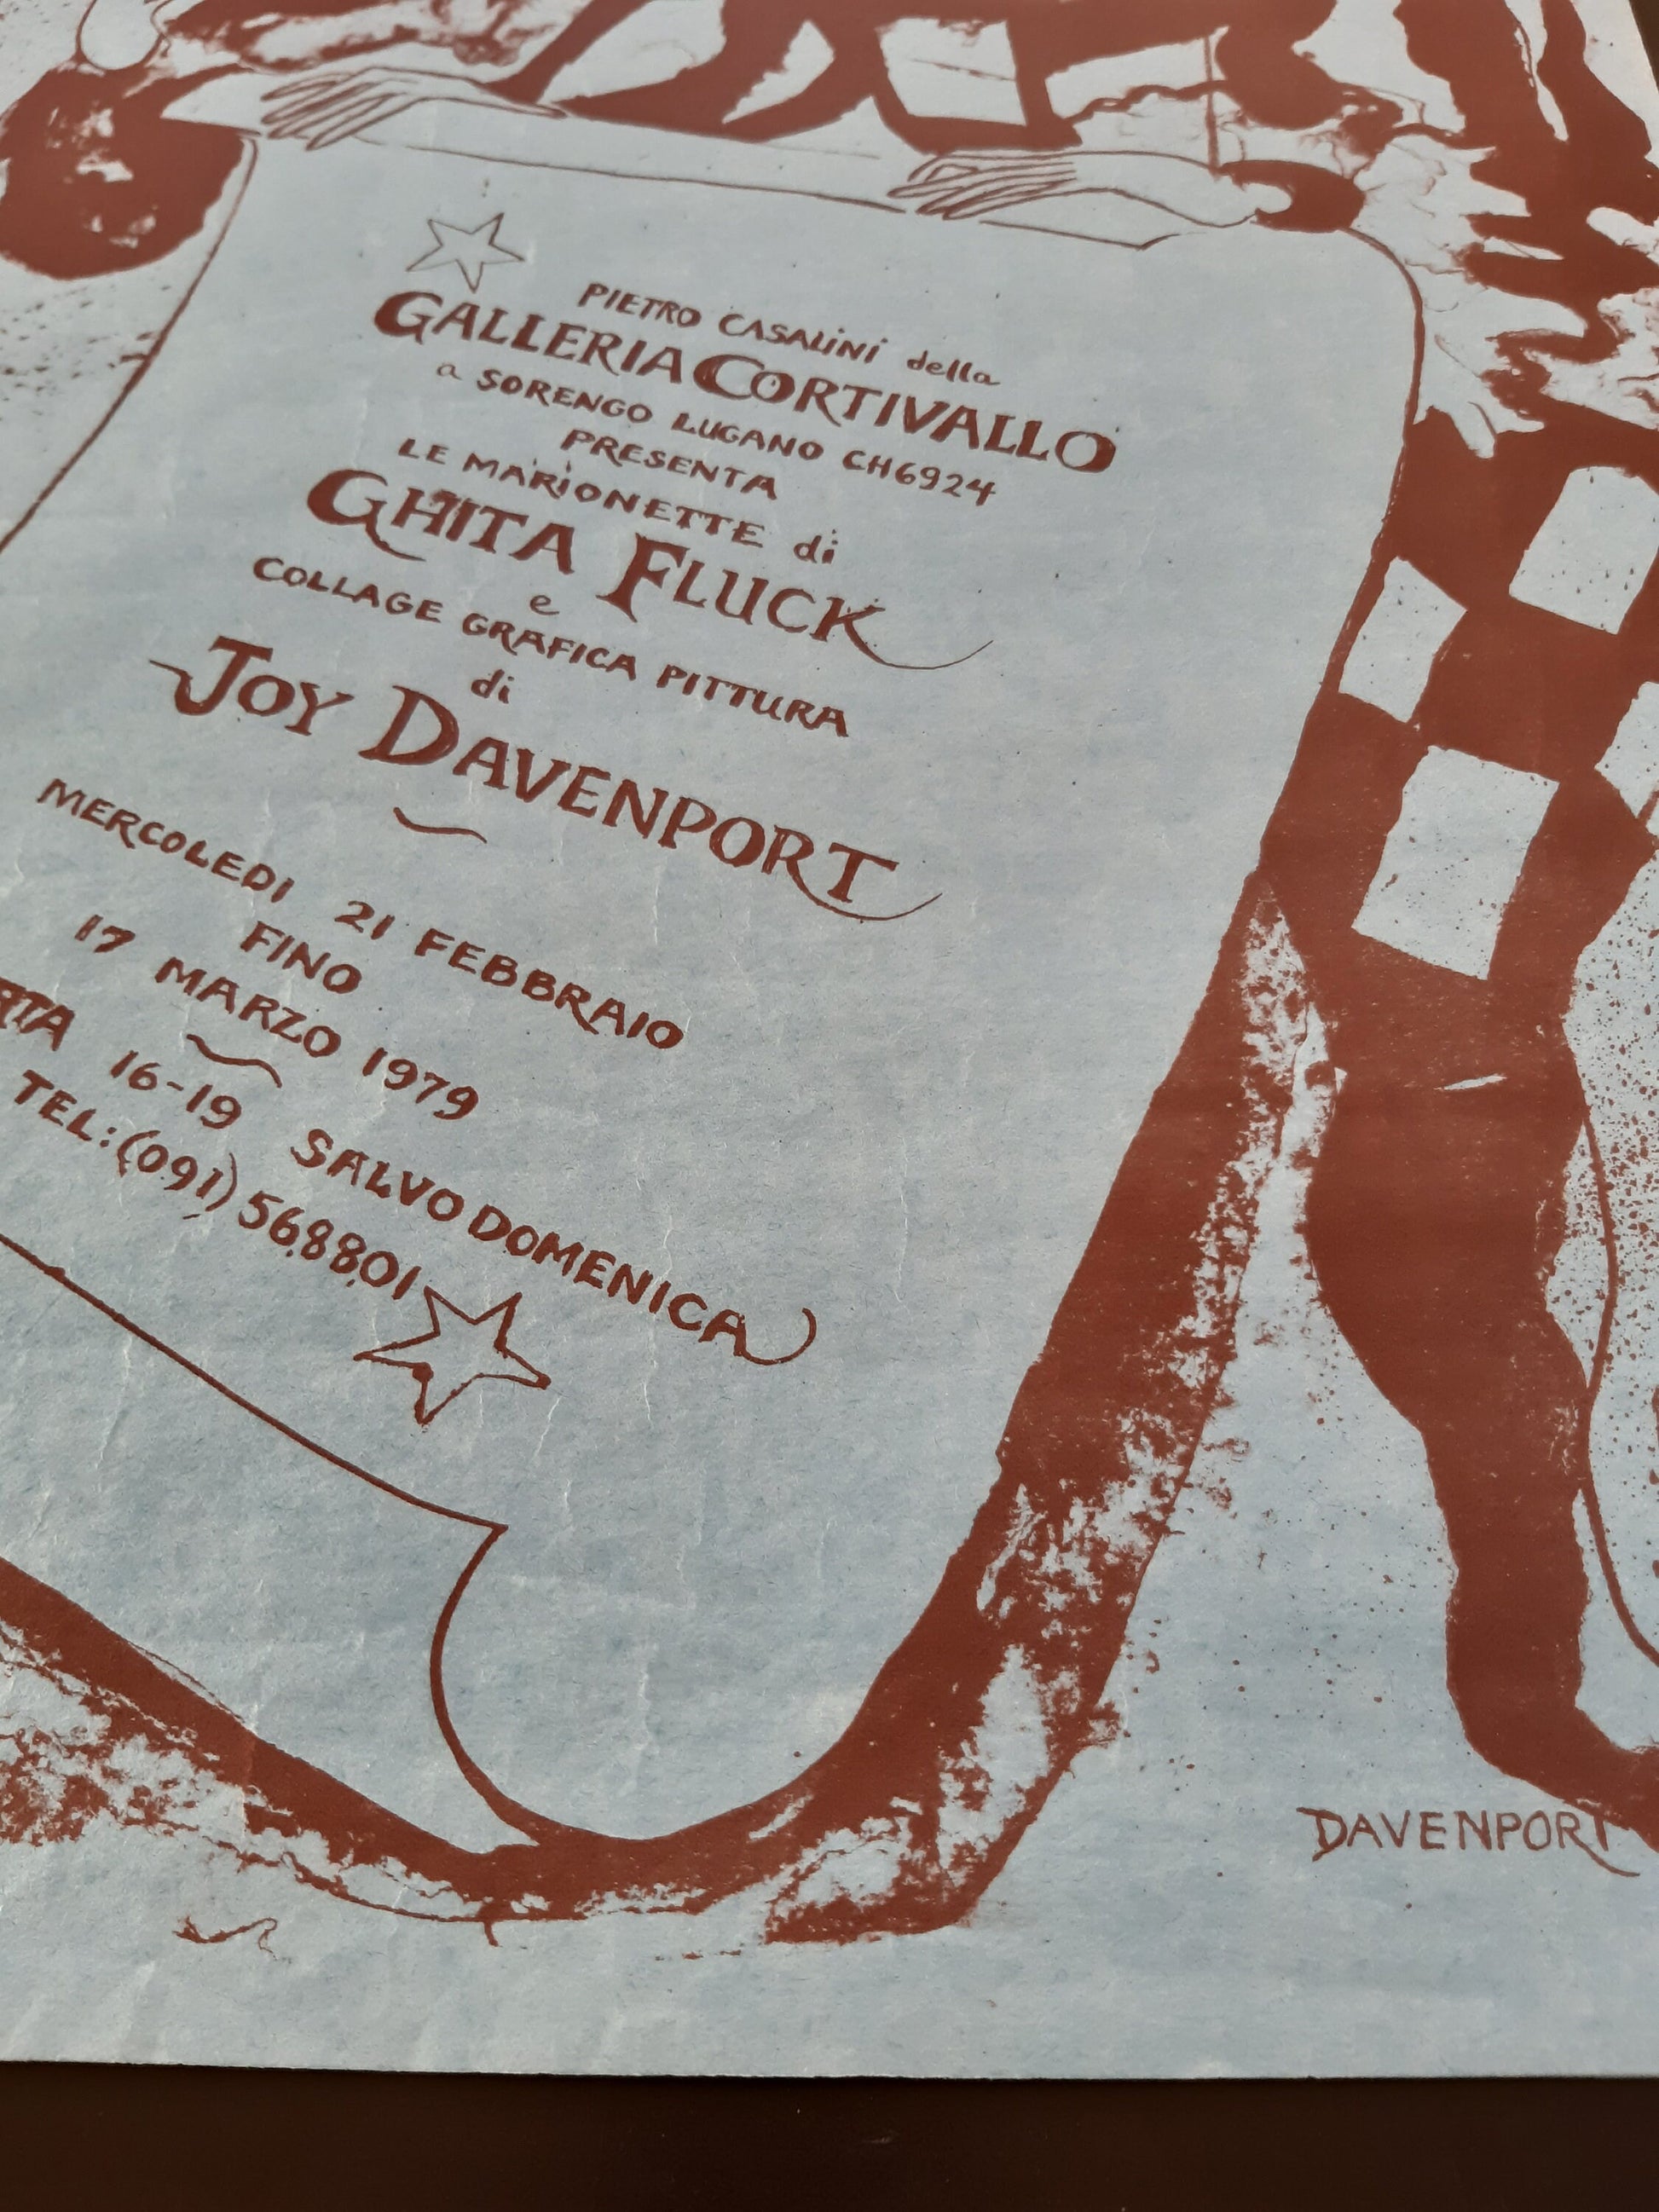 PIETRO CASALINI della
GALLERIA CORTIVALLO
a SORENGO LUGANO CH6924
PRESENTA
LE MARIONETTE di
GHITA FLUCK
e
COLLAGE GRAFICA PITTURA
di
JOY DAVENPORT
MERCOLEDI 21 FEBBRAIO
FINO
17 MARZO 1979
RTA 16-19 SALVO DOMENICA
TEL:(091) 56.88.01
DAVENPORT